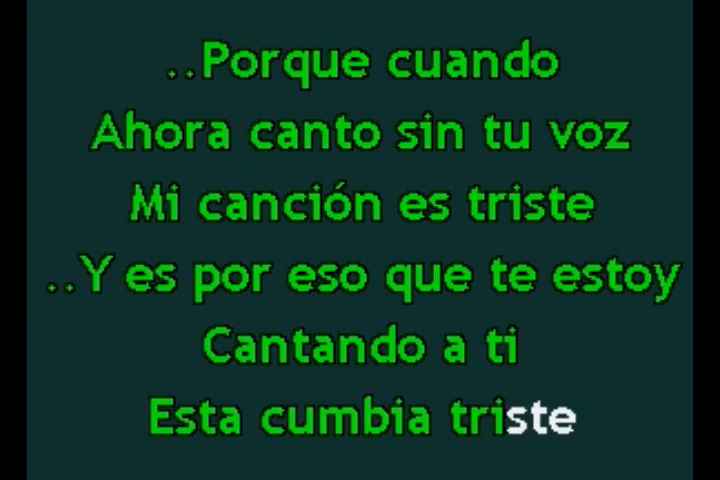 ..Porque cuando
Ahora canto sin tu voz
Mi canción es triste
..Y es por eso que te estoy
Cantando a ti
Esta cumbia triste